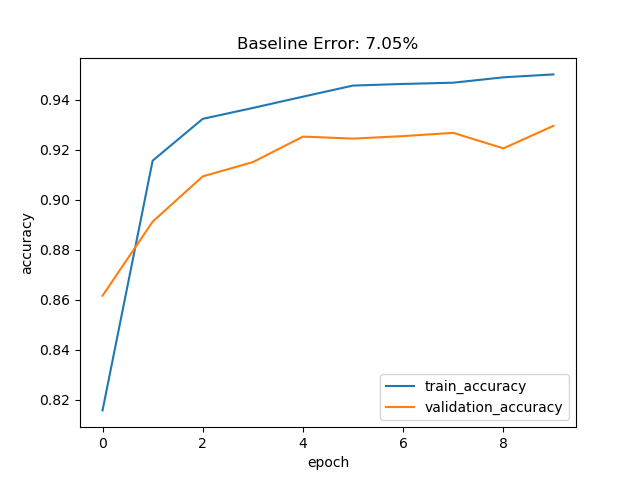 Baseline Error: 7.05%
accuracy
0.94
0.92
0.90
0.88
0.86
0.84
0.82
train_accuracy
validation_accuracy
0 2 4 6 8
epoch